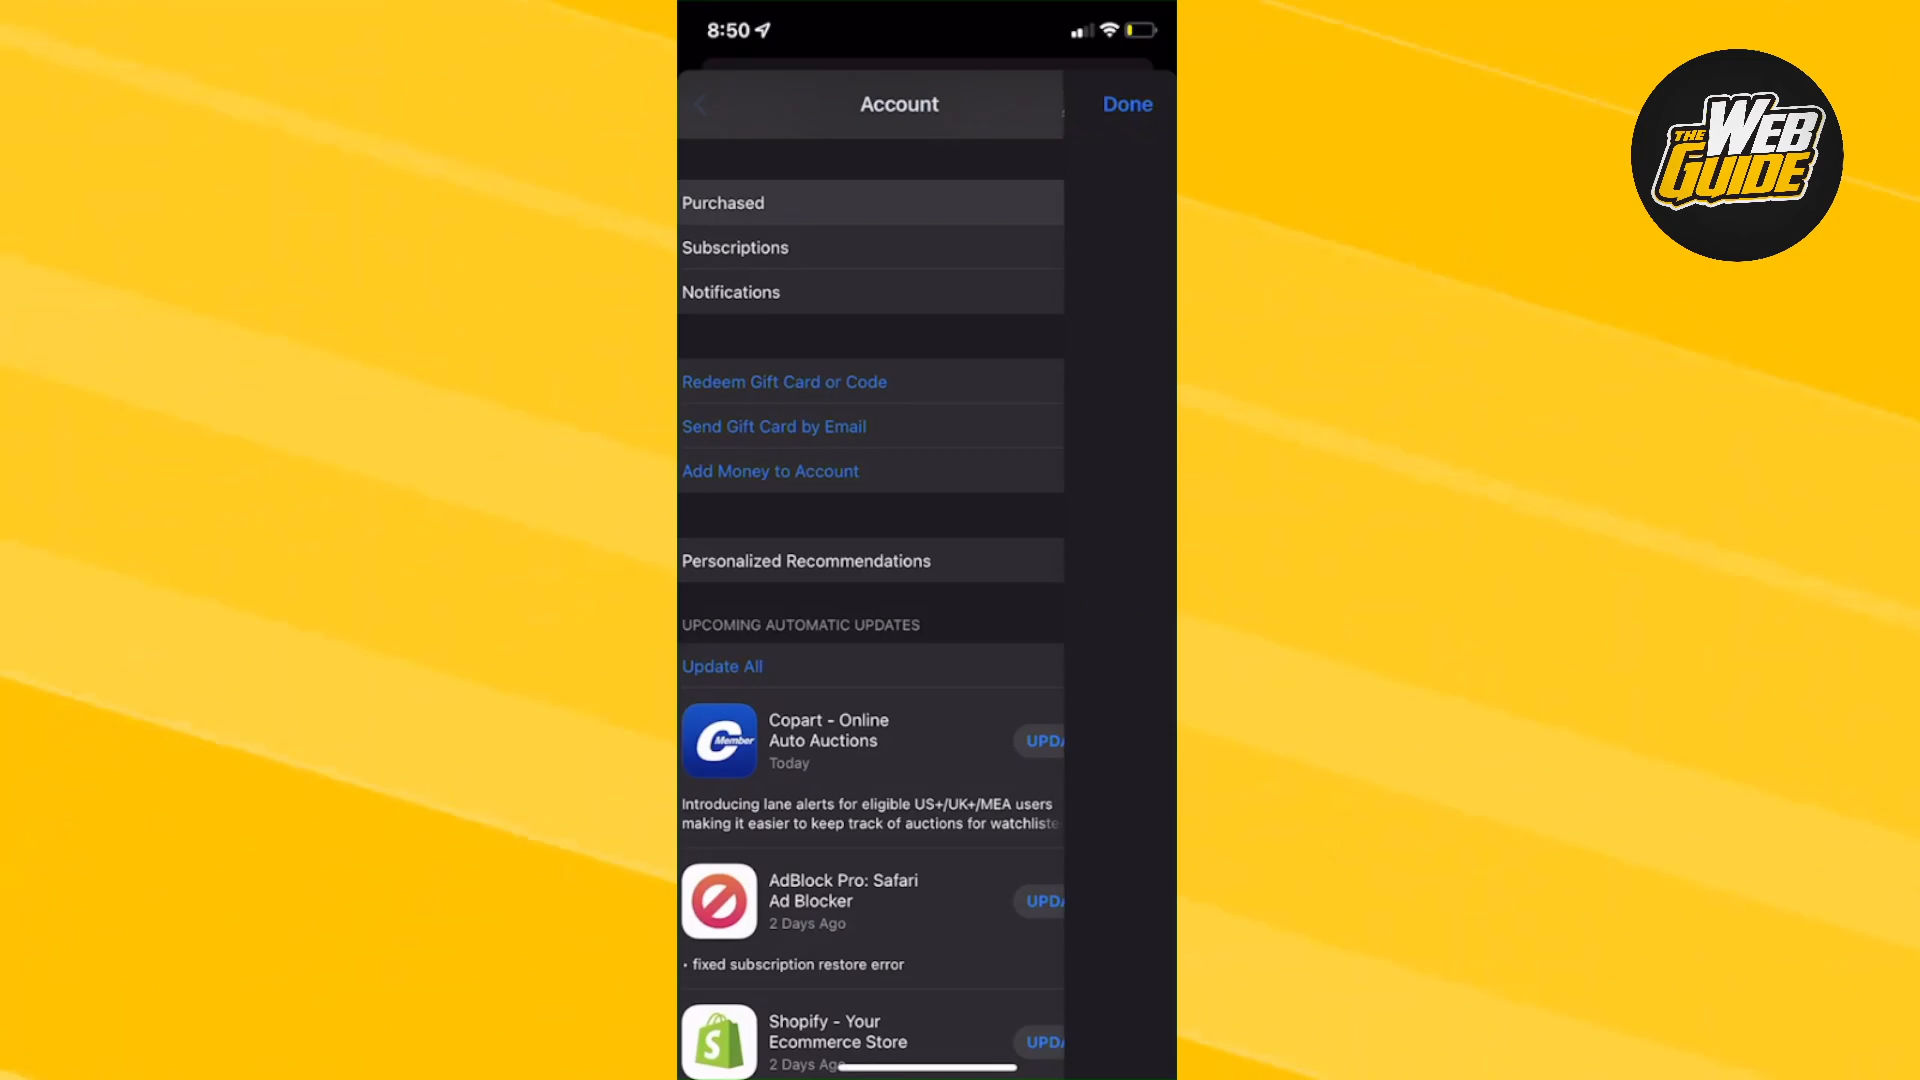 8:50
THE WEB
GUIDE
Account
Done
Purchased
Subscriptions
Notifications
Redeem Gift Card or Code
Send Gift Card by Email
Add Money to Account
Personalized Recommendations
UPCOMING AUTOMATIC UPDATES
Update All
Member
Copart - Online
Auto Auctions
Today
UPDA
Introducing lane alerts for eligible US+/UK+/MEA users
making it easier to keep track of auctions for watchliste
AdBlock Pro: Safari
Ad Blocker
2 Days Ago
UPDA
• fixed subscription restore error
S
Shopify - Your
Ecommerce Store
2 Days Ago
UPDA